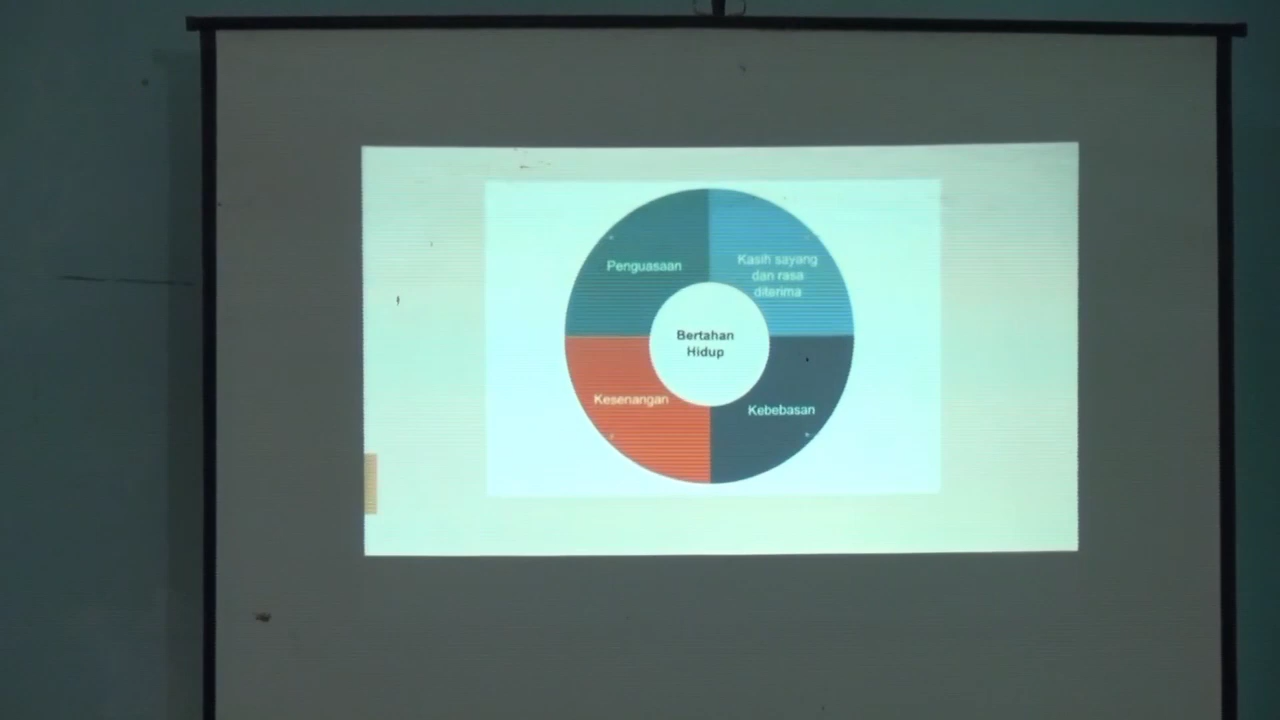 Penguasaan
Kasih sayang
dan rasa
diterima
Bertahan
Hidup
Kesenangan
Kebebasan